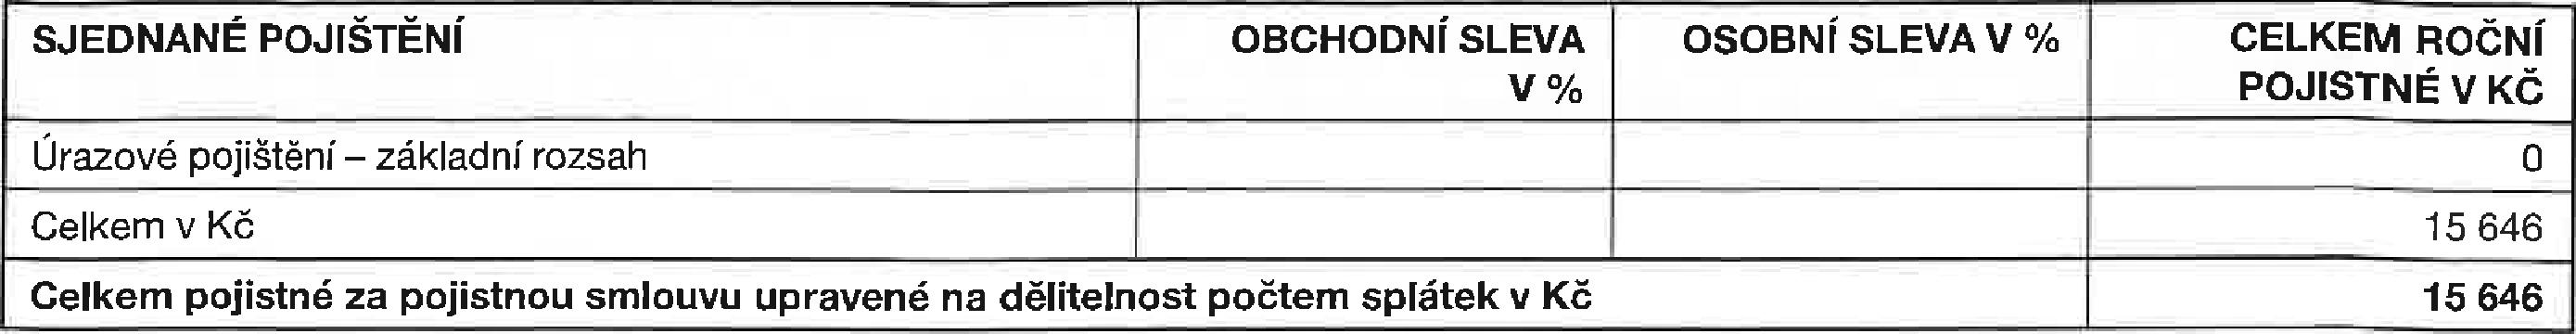 SJEDNANÉ POJIŠTĚNÍ OBCHODNÍ SLEVA V % OSOBNÍ SLEVA V % CELKEM ROČNÍ POJISTNÉ V KČ
Úrazové pojištění – základní rozsah 0
Celkem v Kč 15 646
Celkem pojistné za pojistnou smlouvu upravené na dělitelnost počtem splátek v Kč 15 646